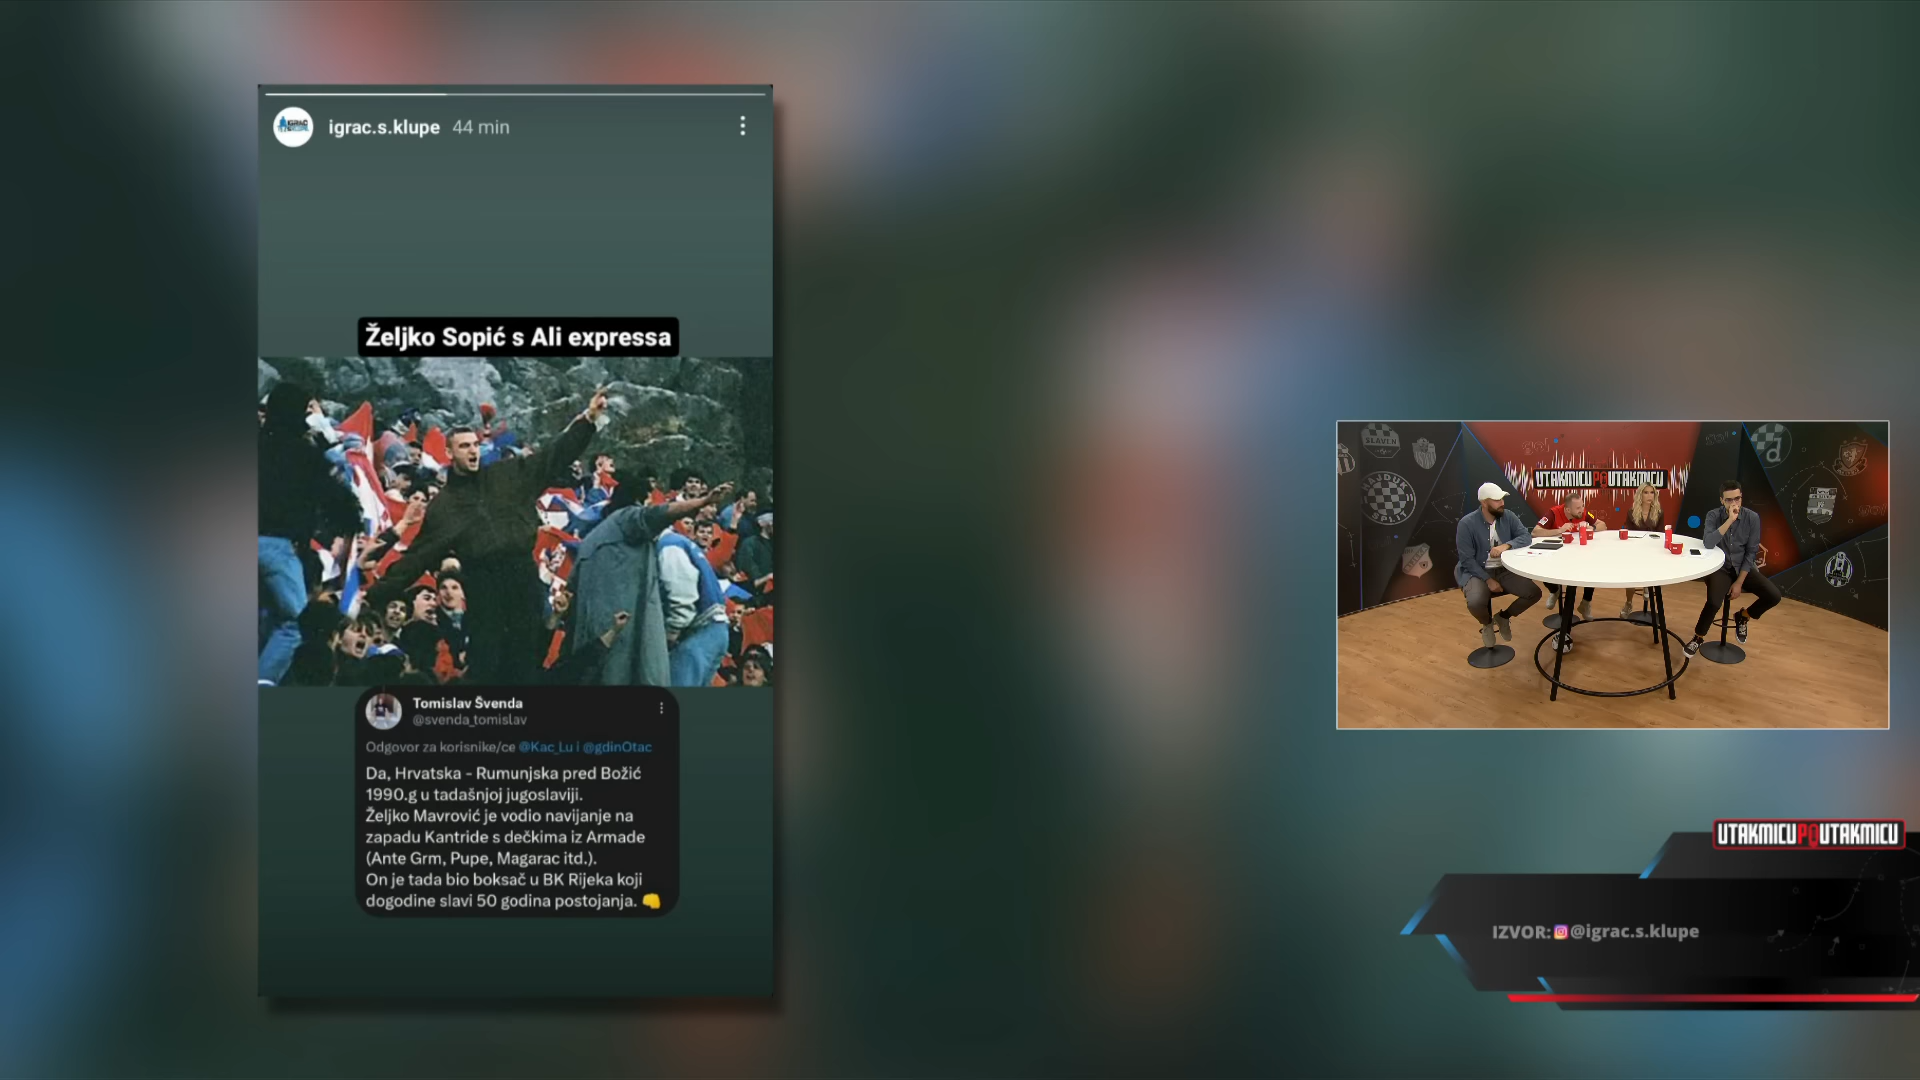 igrac.s.klupe 44 min
Željko Sopić s Ali expressa
Tomislav Švenda
@svenda_tomislav
Odgovor za korisnike/ce @Kac_Lu i @gdinOtac
Da, Hrvatska - Rumunjska pred Božić
1990.g u tadašnjoj jugoslaviji.
Željko Mavrović je vodio navijanje na
zapadu Kantride s dečkima iz Armade
(Ante Grm, Pupe, Magarac itd.).
On je tada bio boksač u BK Rijeka koji
dogodine slavi 50 godina postojanja. 👊
SLAVEN
HAJDUK
SPLIT
UTAKMICU PO UTAKMICU
UTAKMICU PO UTAKMICU
IZVOR: @igrac.s.klupe